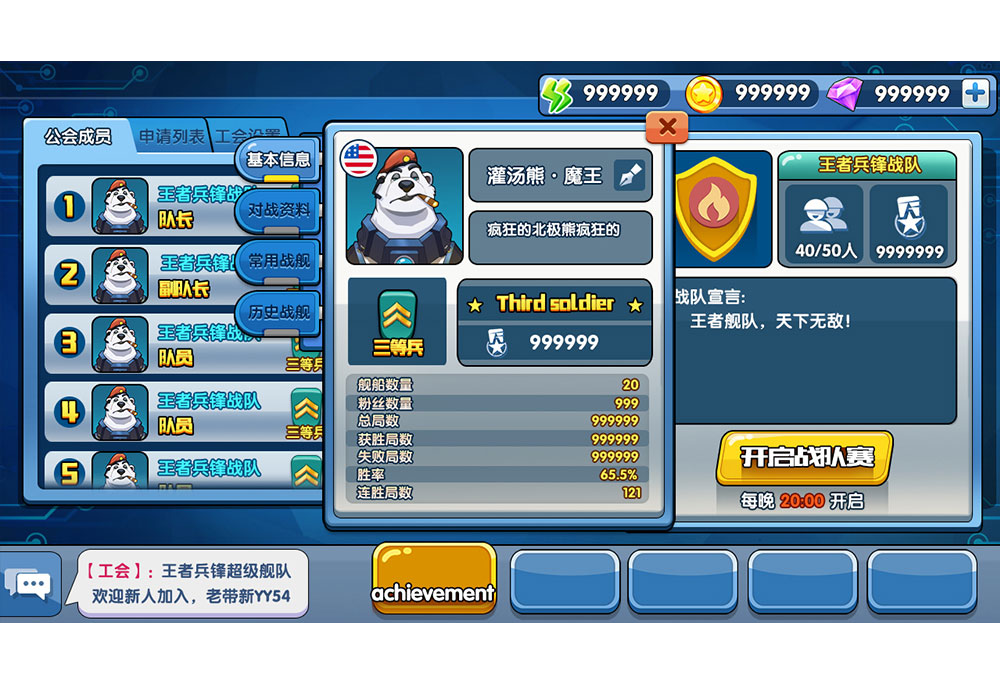 999999
999999
999999
公会成员
申请列表
工会设置
基本信息
对战资料
常用战舰
历史战舰
1
王者兵锋战队
队长
2
王者兵锋战队
副队长
3
王者兵锋战队
队员
三等兵
4
王者兵锋战队
队员
三等兵
5
王者兵锋战队
灌汤熊·魔王
疯狂的北极熊疯狂的
三等兵
Third soldier
兵
999999
舰船数量 20
粉丝数量 999
总局数 999999
获胜局数 999999
失败局数 999999
胜率 65.5%
连胜局数 121
王者兵锋战队
40/50人
兵
9999999
战队宣言:
王者舰队，天下无敌!
开启战队赛
每晚 20:00 开启
【工会】: 王者兵锋超级舰队
欢迎新人加入，老带新YY54
achievement